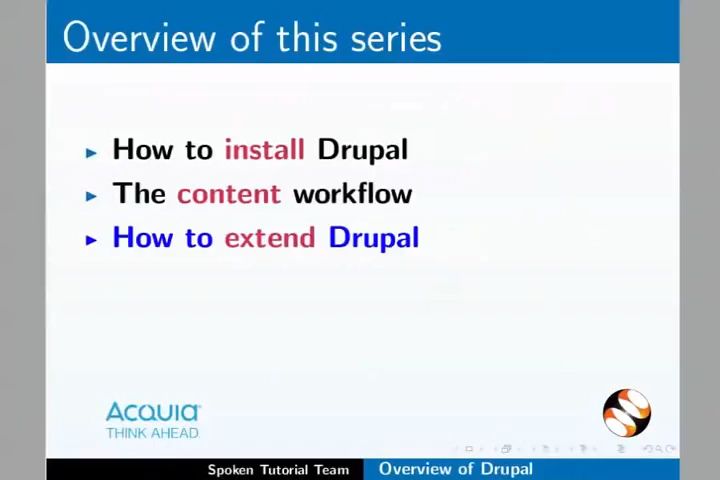 Overview of this series
How to install Drupal
The content workflow
How to extend Drupal
Acquia
THINK AHEAD.
Spoken Tutorial Team
Overview of Drupal